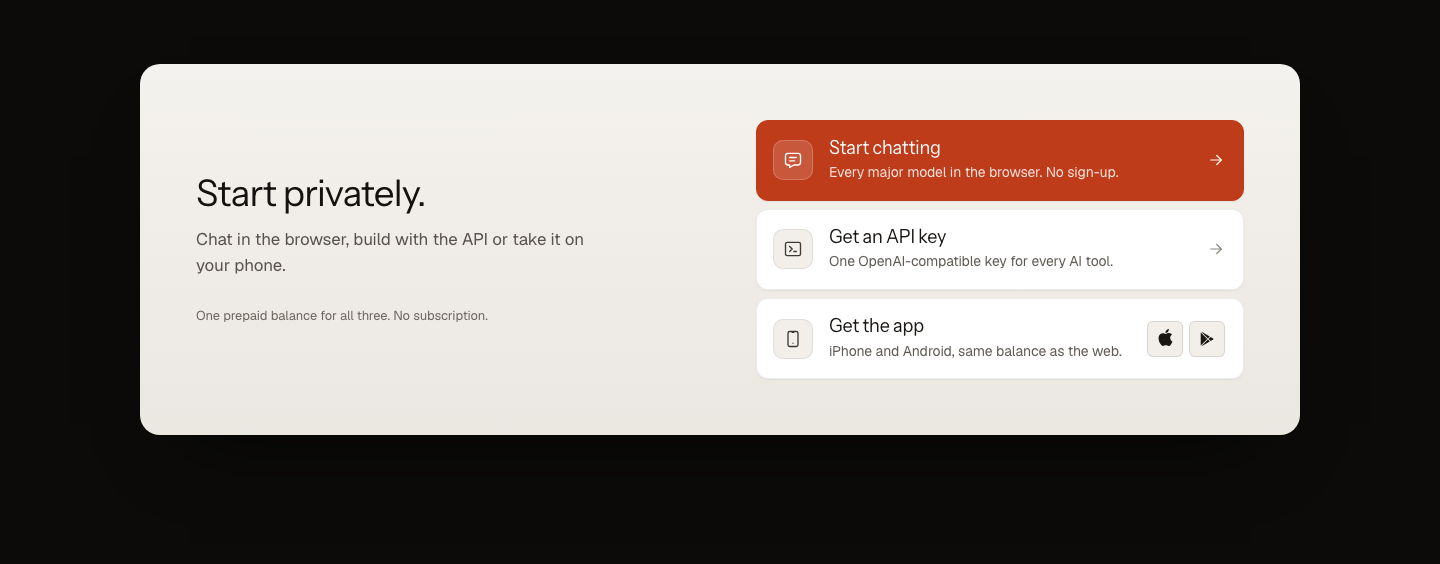 Start privately.
Chat in the browser, build with the API or take it on
your phone.
One prepaid balance for all three. No subscription.
Start chatting
Every major model in the browser. No sign-up.
Get an API key
One OpenAI-compatible key for every AI tool.
Get the app
iPhone and Android, same balance as the web.